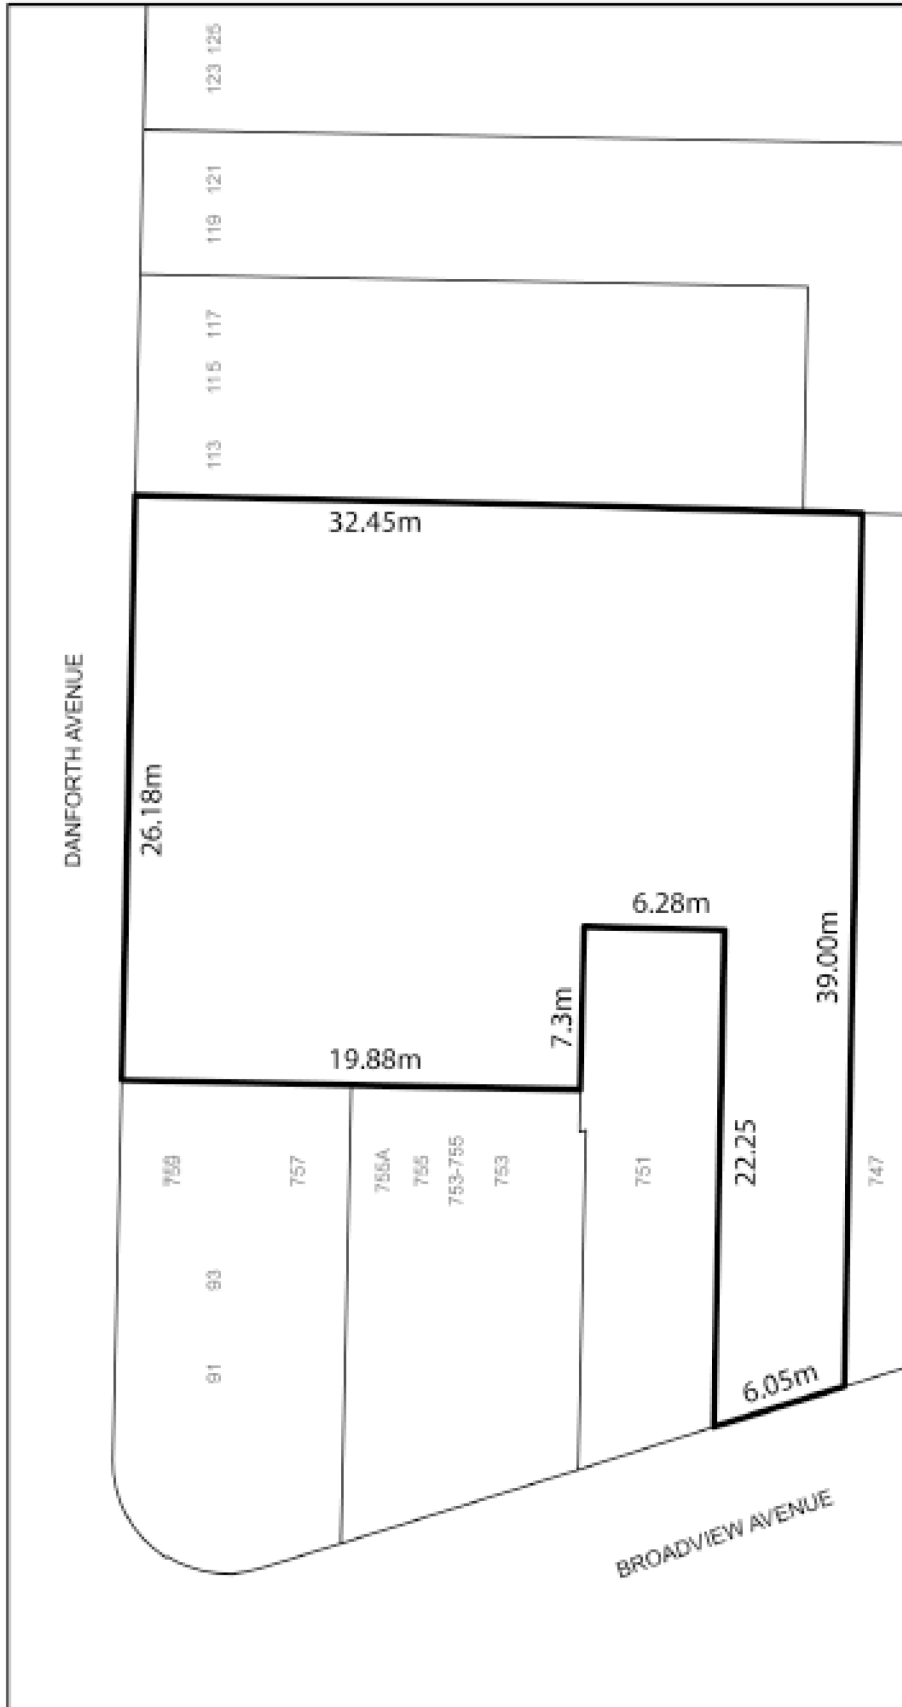 123 125
119 121
113 115 117
32.45m
DANFORTH AVENUE
26.18m
6.28m
39.00m
7.3m
19.88m
22.25
759
757
755A
755
753-755
753
751
747
93
91
6.05m
BROADVIEW AVENUE